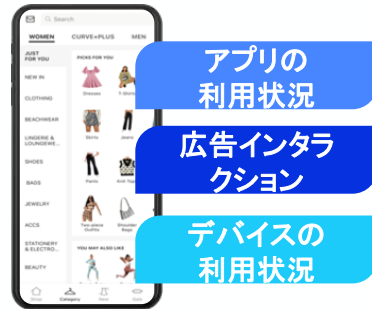 Search
WOMEN
CURVE+PLUS
MEN
JUST
FOR YOU
PICKS FOR YOU
NEW IN
Dresses
T-Shirts
CLOTHING
BEACHWEAR
Skirts
Jeans
LINGERIE &
LOUNGEWE...
SHOES
Pants
Knit Tops
BAGS
JEWELRY
Two-piece
Outfits
Shoulder
Bags
ACCS
STATIONERY
& ELECTRO...
YOU MAY ALSO LIKE
BEAUTY
Shop
Category
New
アプリの
利用状況
広告インタラ
クション
デバイスの
利用状況